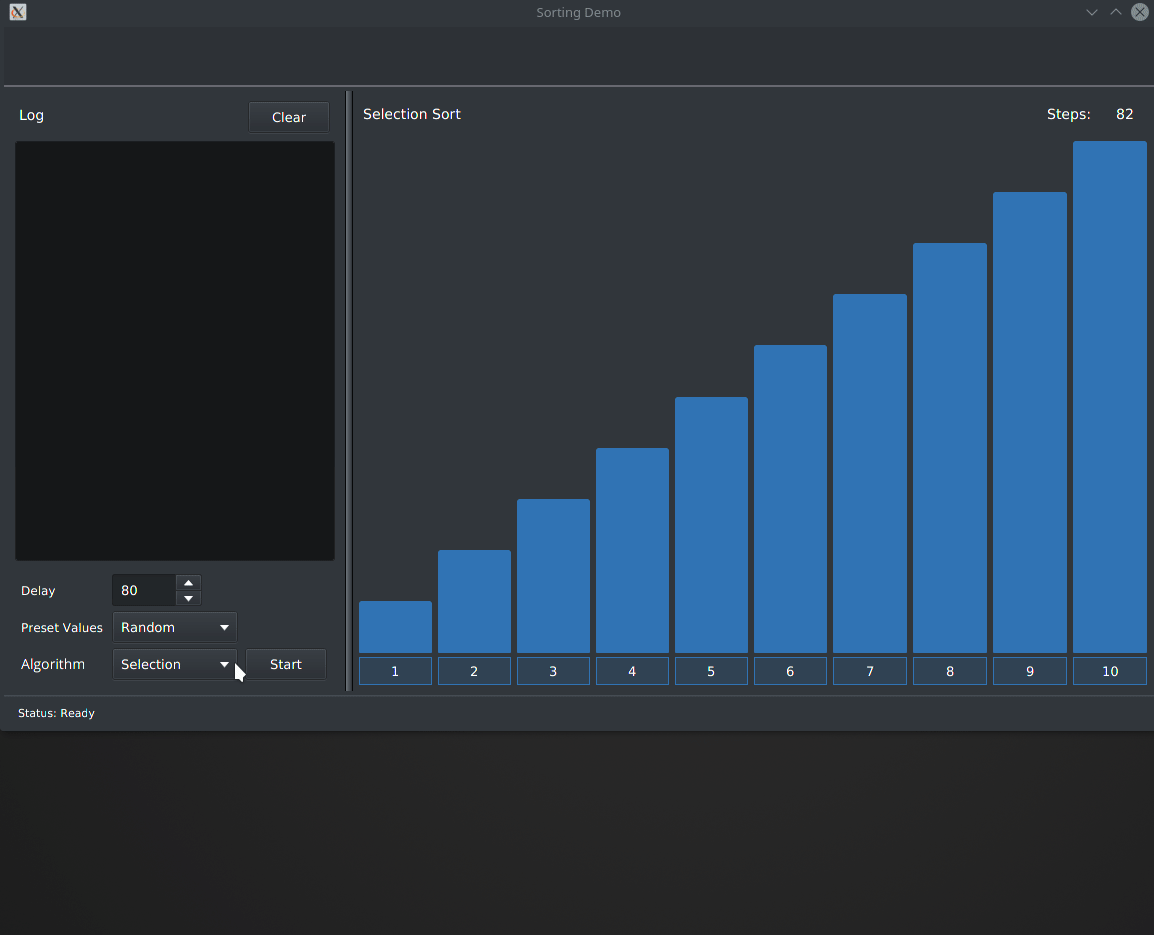 Sorting Demo
Log
Clear
Selection Sort
Steps: 82
Delay 80
Preset Values Random
Algorithm Selection Start
1 2 3 4 5 6 7 8 9 10
Status: Ready